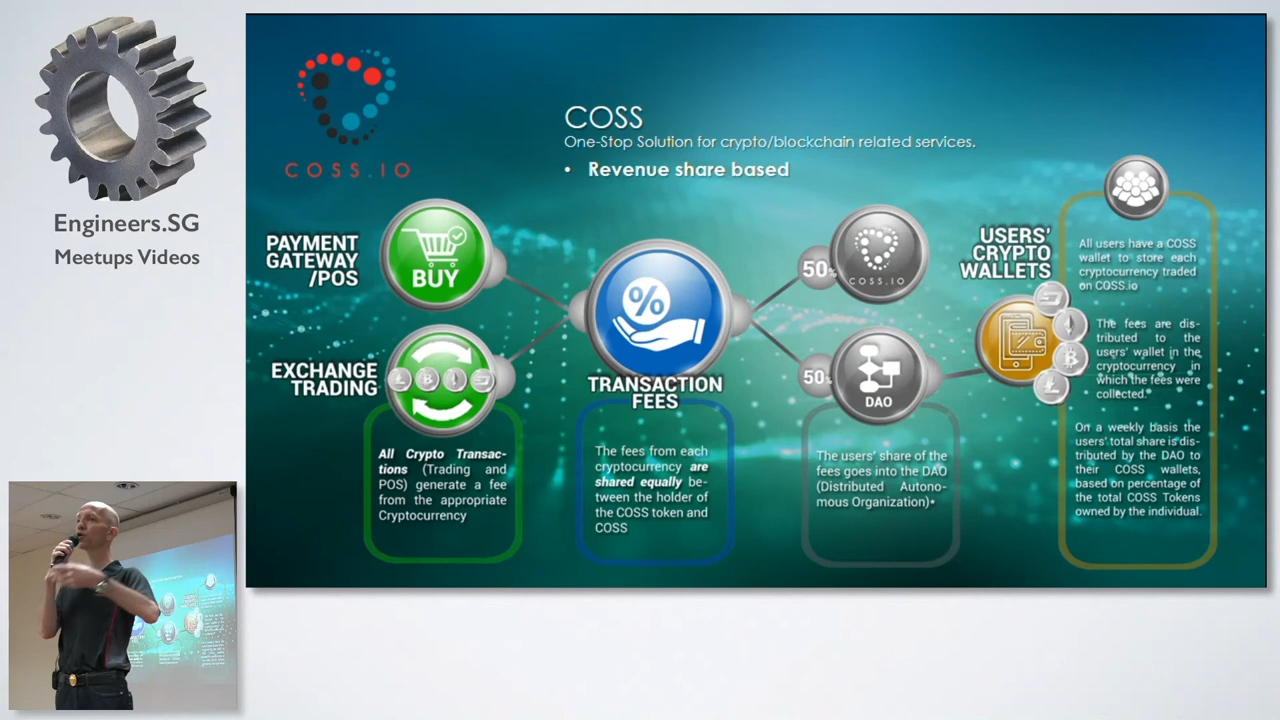 Engineers.SG
Meetups Videos
COSS.IO
COSS
One-Stop Solution for crypto/blockchain related services.
• Revenue share based
PAYMENT
GATEWAY
/POS
BUY
EXCHANGE
TRADING
All Crypto Transac-
tions (Trading and
POS) generate a fee
from the appropriate
Cryptocurrency
%
TRANSACTION
FEES
The fees from each
cryptocurrency are
shared equally be-
tween the holder of
the COSS token and
COSS
50%
COSS.IO
50%
DAO
The users' share of the
fees goes into the DAO
(Distributed Autono-
mous Organization)*
USERS'
CRYPTO
WALLETS
All users have a COSS
wallet to store each
cryptocurrency traded
on COSS.io
The fees are dis-
tributed to the
users' wallet in the
cryptocurrency in
which the fees were
collected.
On a weekly basis the
users' total share is dis-
tributed by the DAO to
their COSS wallets,
based on percentage of
the total COSS Tokens
owned by the individual.